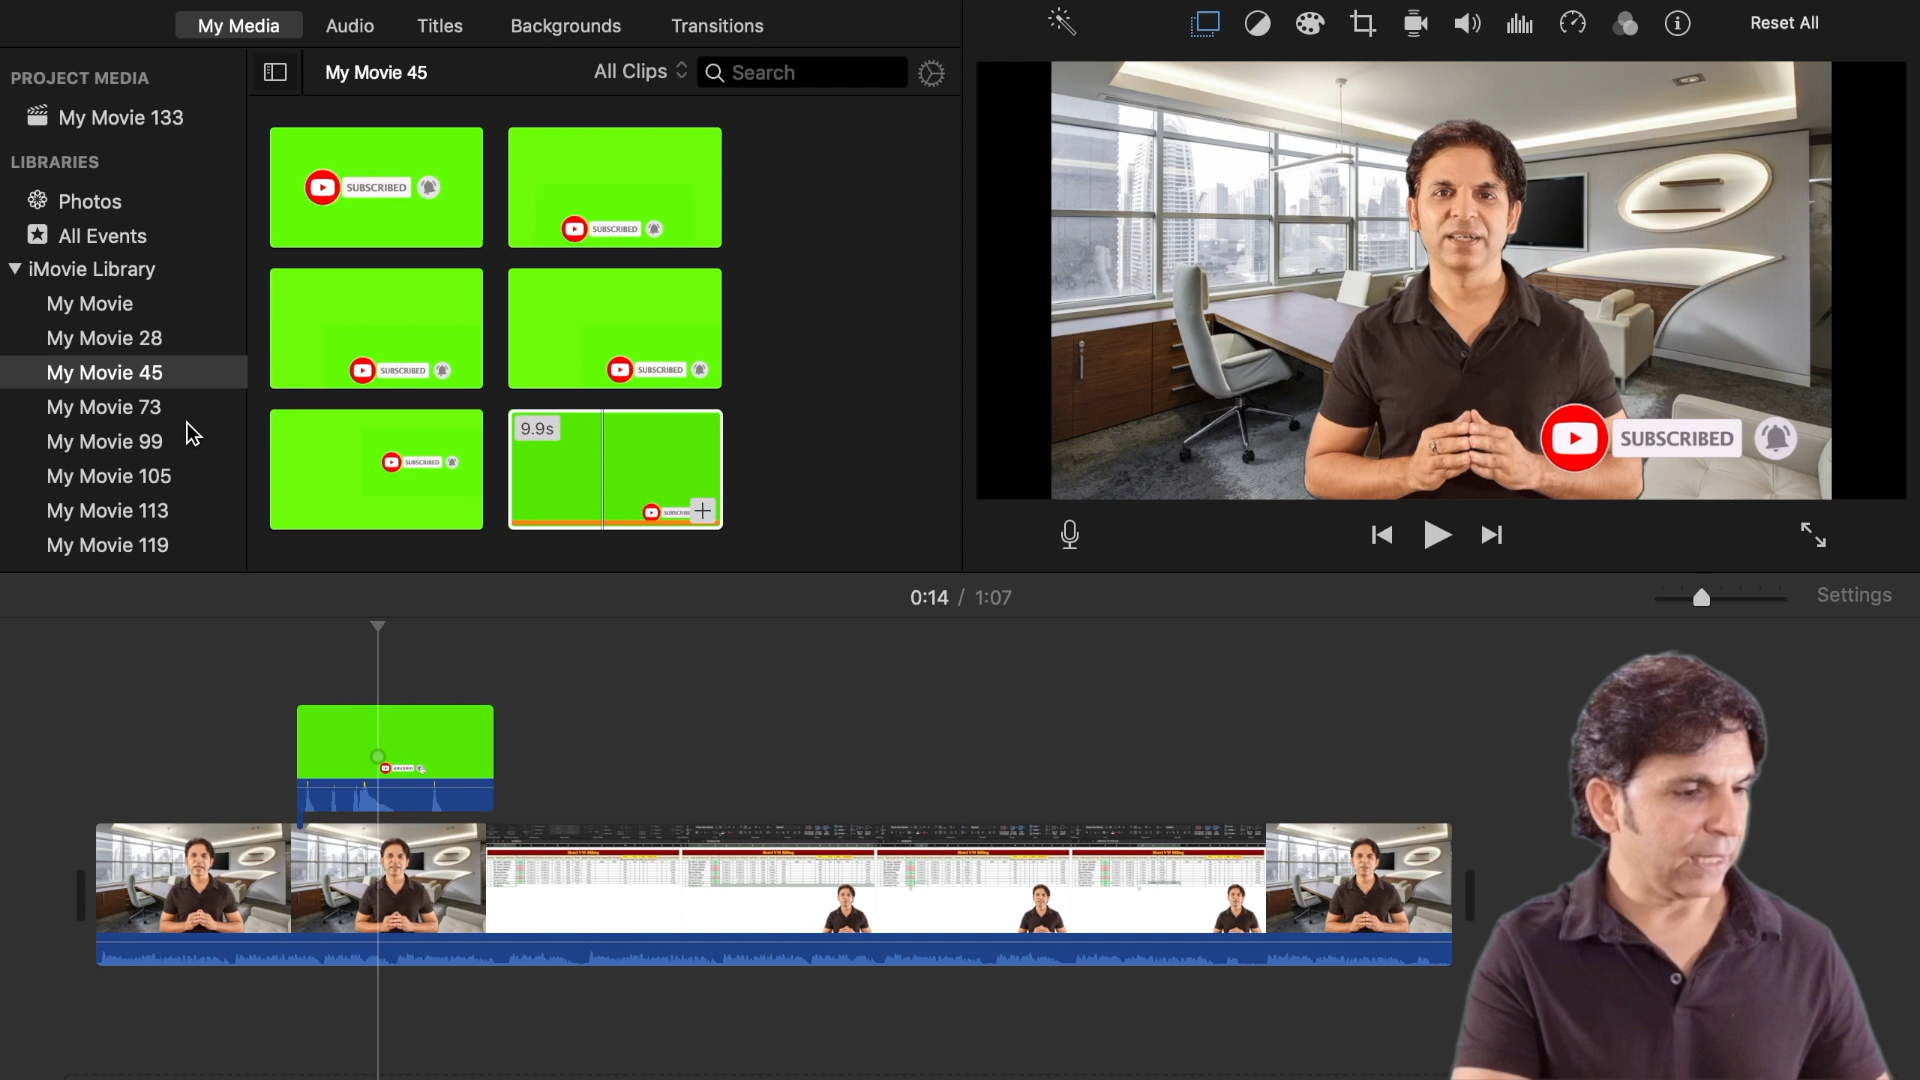 My Media
Audio
Titles
Backgrounds
Transitions
Reset All
PROJECT MEDIA
My Movie 133
LIBRARIES
Photos
All Events
iMovie Library
My Movie
My Movie 28
My Movie 45
My Movie 73
My Movie 99
My Movie 105
My Movie 113
My Movie 119
My Movie 45
All Clips
Search
SUBSCRIBED
SUBSCRIBED
SUBSCRIBED
SUBSCRIBED
SUBSCRIBED
9.9s
SUBSCRIBED
0:14 / 1:07
Settings